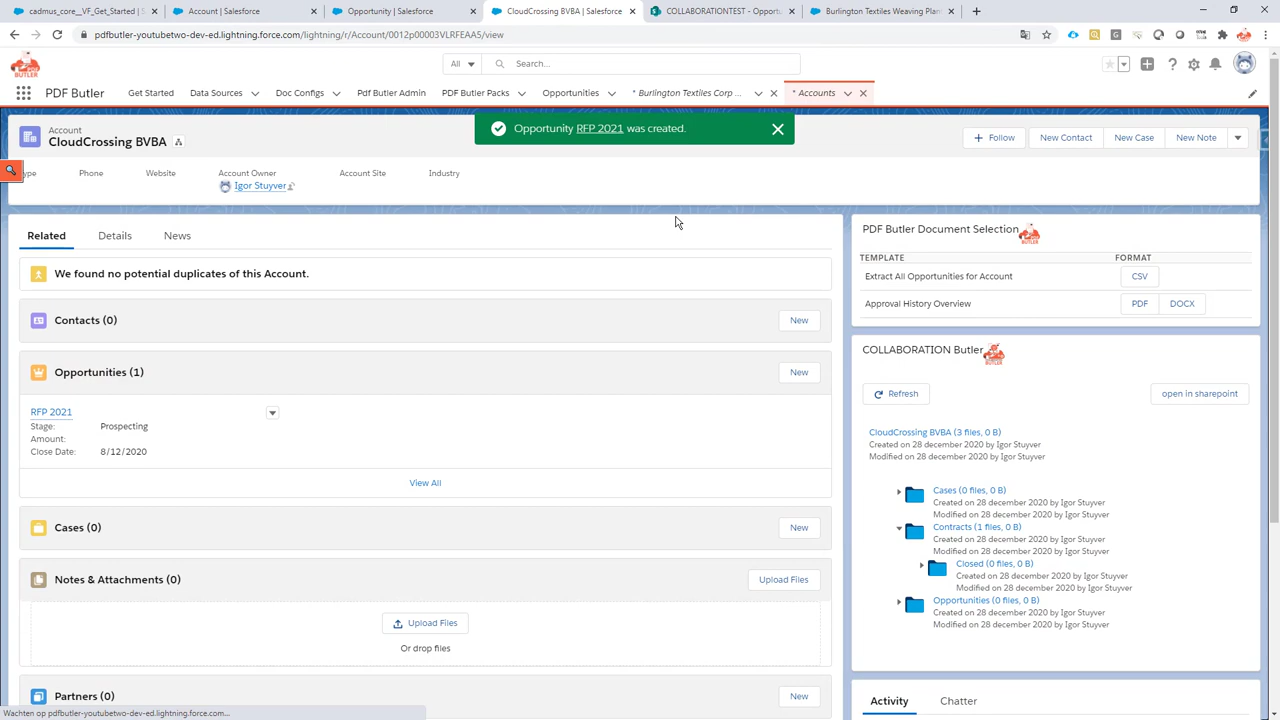 cadmus_core__VF_Get_Started | S
Account | Salesforce
Opportunity | Salesforce
CloudCrossing BVBA | Salesforce
COLLABORATIONTEST - Opportu
Burlington Textiles Weaving Plan
pdfbutler-youtubetwo-dev-ed.lightning.force.com/lightning/r/Account/0012p00003VLRFEAA5/view
BUTLER
All
Search...
PDF Butler
Get Started
Data Sources
Doc Configs
Pdf Butler Admin
PDF Butler Packs
Opportunities
* Burlington Textiles Corp ...
* Accounts
Account
CloudCrossing BVBA
Opportunity RFP 2021 was created.
Follow
New Contact
New Case
New Note
ype
Phone
Website
Account Owner
Igor Stuyver
Account Site
Industry
Related
Details
News
We found no potential duplicates of this Account.
Contacts (0)
New
Opportunities (1)
New
RFP 2021
Stage:
Prospecting
Amount:
Close Date:
8/12/2020
View All
Cases (0)
New
Notes & Attachments (0)
Upload Files
Upload Files
Or drop files
Partners (0)
New
PDF Butler Document Selection
TEMPLATE
FORMAT
Extract All Opportunities for Account
CSV
Approval History Overview
PDF
DOCX
COLLABORATION Butler
Refresh
open in sharepoint
CloudCrossing BVBA (3 files, 0 B)
Created on 28 december 2020 by Igor Stuyver
Modified on 28 december 2020 by Igor Stuyver
Cases (0 files, 0 B)
Created on 28 december 2020 by Igor Stuyver
Modified on 28 december 2020 by Igor Stuyver
Contracts (1 files, 0 B)
Created on 28 december 2020 by Igor Stuyver
Modified on 28 december 2020 by Igor Stuyver
Closed (0 files, 0 B)
Created on 28 december 2020 by Igor Stuyver
Modified on 28 december 2020 by Igor Stuyver
Opportunities (0 files, 0 B)
Created on 28 december 2020 by Igor Stuyver
Modified on 28 december 2020 by Igor Stuyver
Activity
Chatter
Wachten op pdfbutler-youtubetwo-dev-ed.lightning.force.com...